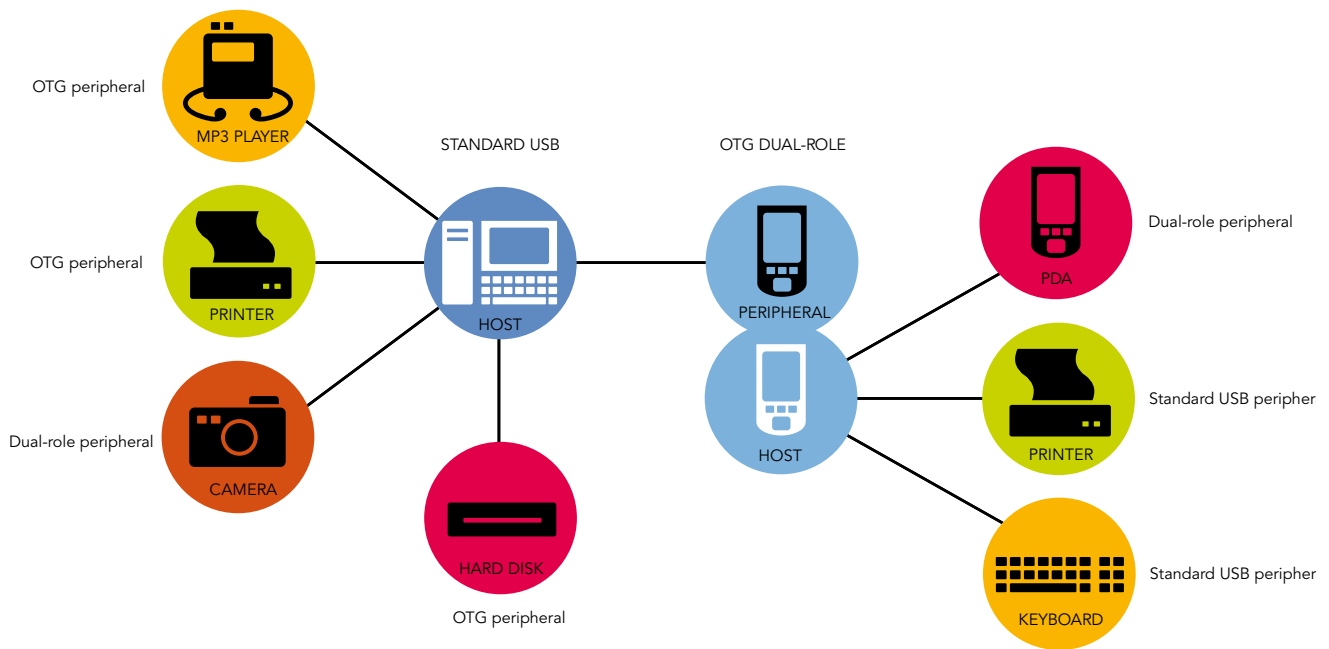 OTG peripheral
MP3 PLAYER
STANDARD USB
OTG DUAL-ROLE
OTG peripheral
PRINTER
HOST
PERIPHERAL
Dual-role peripheral
PDA
Dual-role peripheral
CAMERA
HOST
Standard USB peripher
PRINTER
HARD DISK
OTG peripheral
Standard USB peripher
KEYBOARD